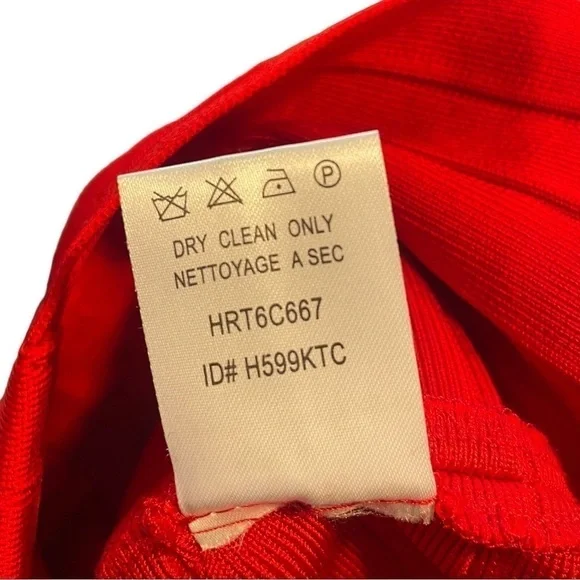 P
DRY CLEAN ONLY
NETTOYAGE A SEC
HRT6C667
ID# H599KTC